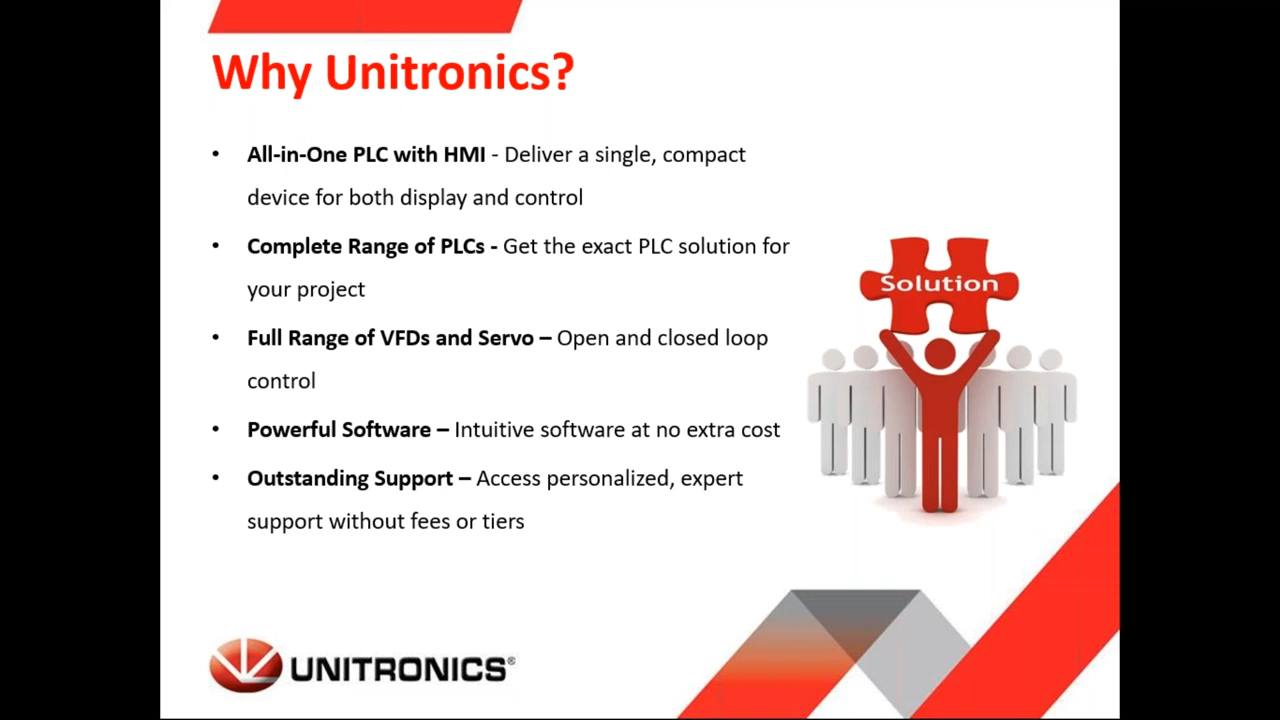 Why Unitronics?
• All-in-One PLC with HMI - Deliver a single, compact
device for both display and control
• Complete Range of PLCs - Get the exact PLC solution for
your project
• Full Range of VFDs and Servo – Open and closed loop
control
• Powerful Software – Intuitive software at no extra cost
• Outstanding Support – Access personalized, expert
support without fees or tiers
Solution
UNITRONICS®